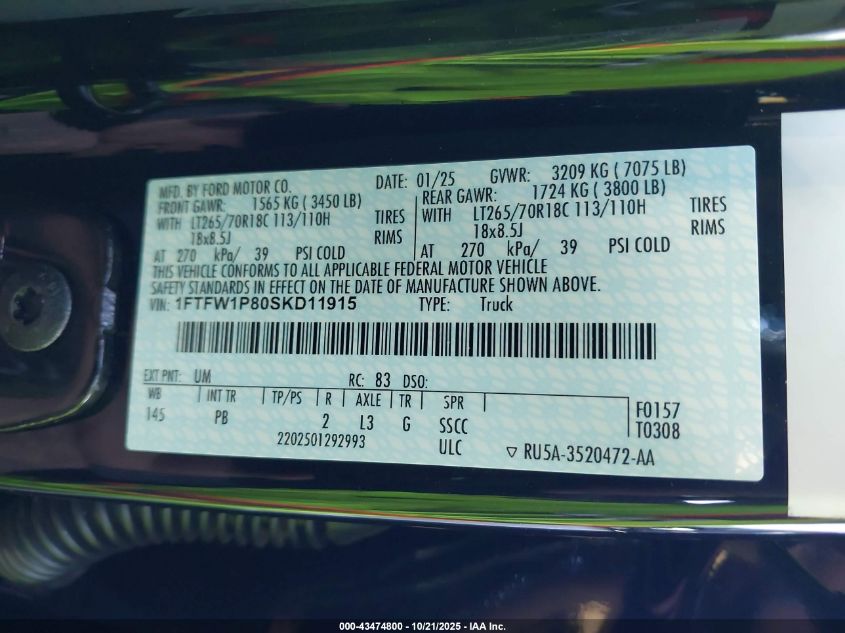 MFD. BY FORD MOTOR CO. DATE: 01/25 GVWR: 3209 KG ( 7075 LB)
FRONT GAWR: 1565 KG ( 3450 LB) REAR GAWR: 1724 KG ( 3800 LB)
WITH LT265/70R18C 113/110H TIRES WITH LT265/70R18C 113/110H TIRES
18x8.5J RIMS 18x8.5J RIMS
AT 270 kPa/ 39 PSI COLD AT 270 kPa/ 39 PSI COLD
THIS VEHICLE CONFORMS TO ALL APPLICABLE FEDERAL MOTOR VEHICLE
SAFETY STANDARDS IN EFFECT ON THE DATE OF MANUFACTURE SHOWN ABOVE.
VIN: 1FTFW1P80SKD11915 TYPE: Truck
EXT PNT: UM RC: 83 DSO:
WB INT TR TP/PS R AXLE TR SPR F0157
145 PB 2 L3 G SSCC T0308
2202501292993 ULC ▽ RU5A-3520472-AA
000-43474800 - 10/21/2025 - IAA Inc.